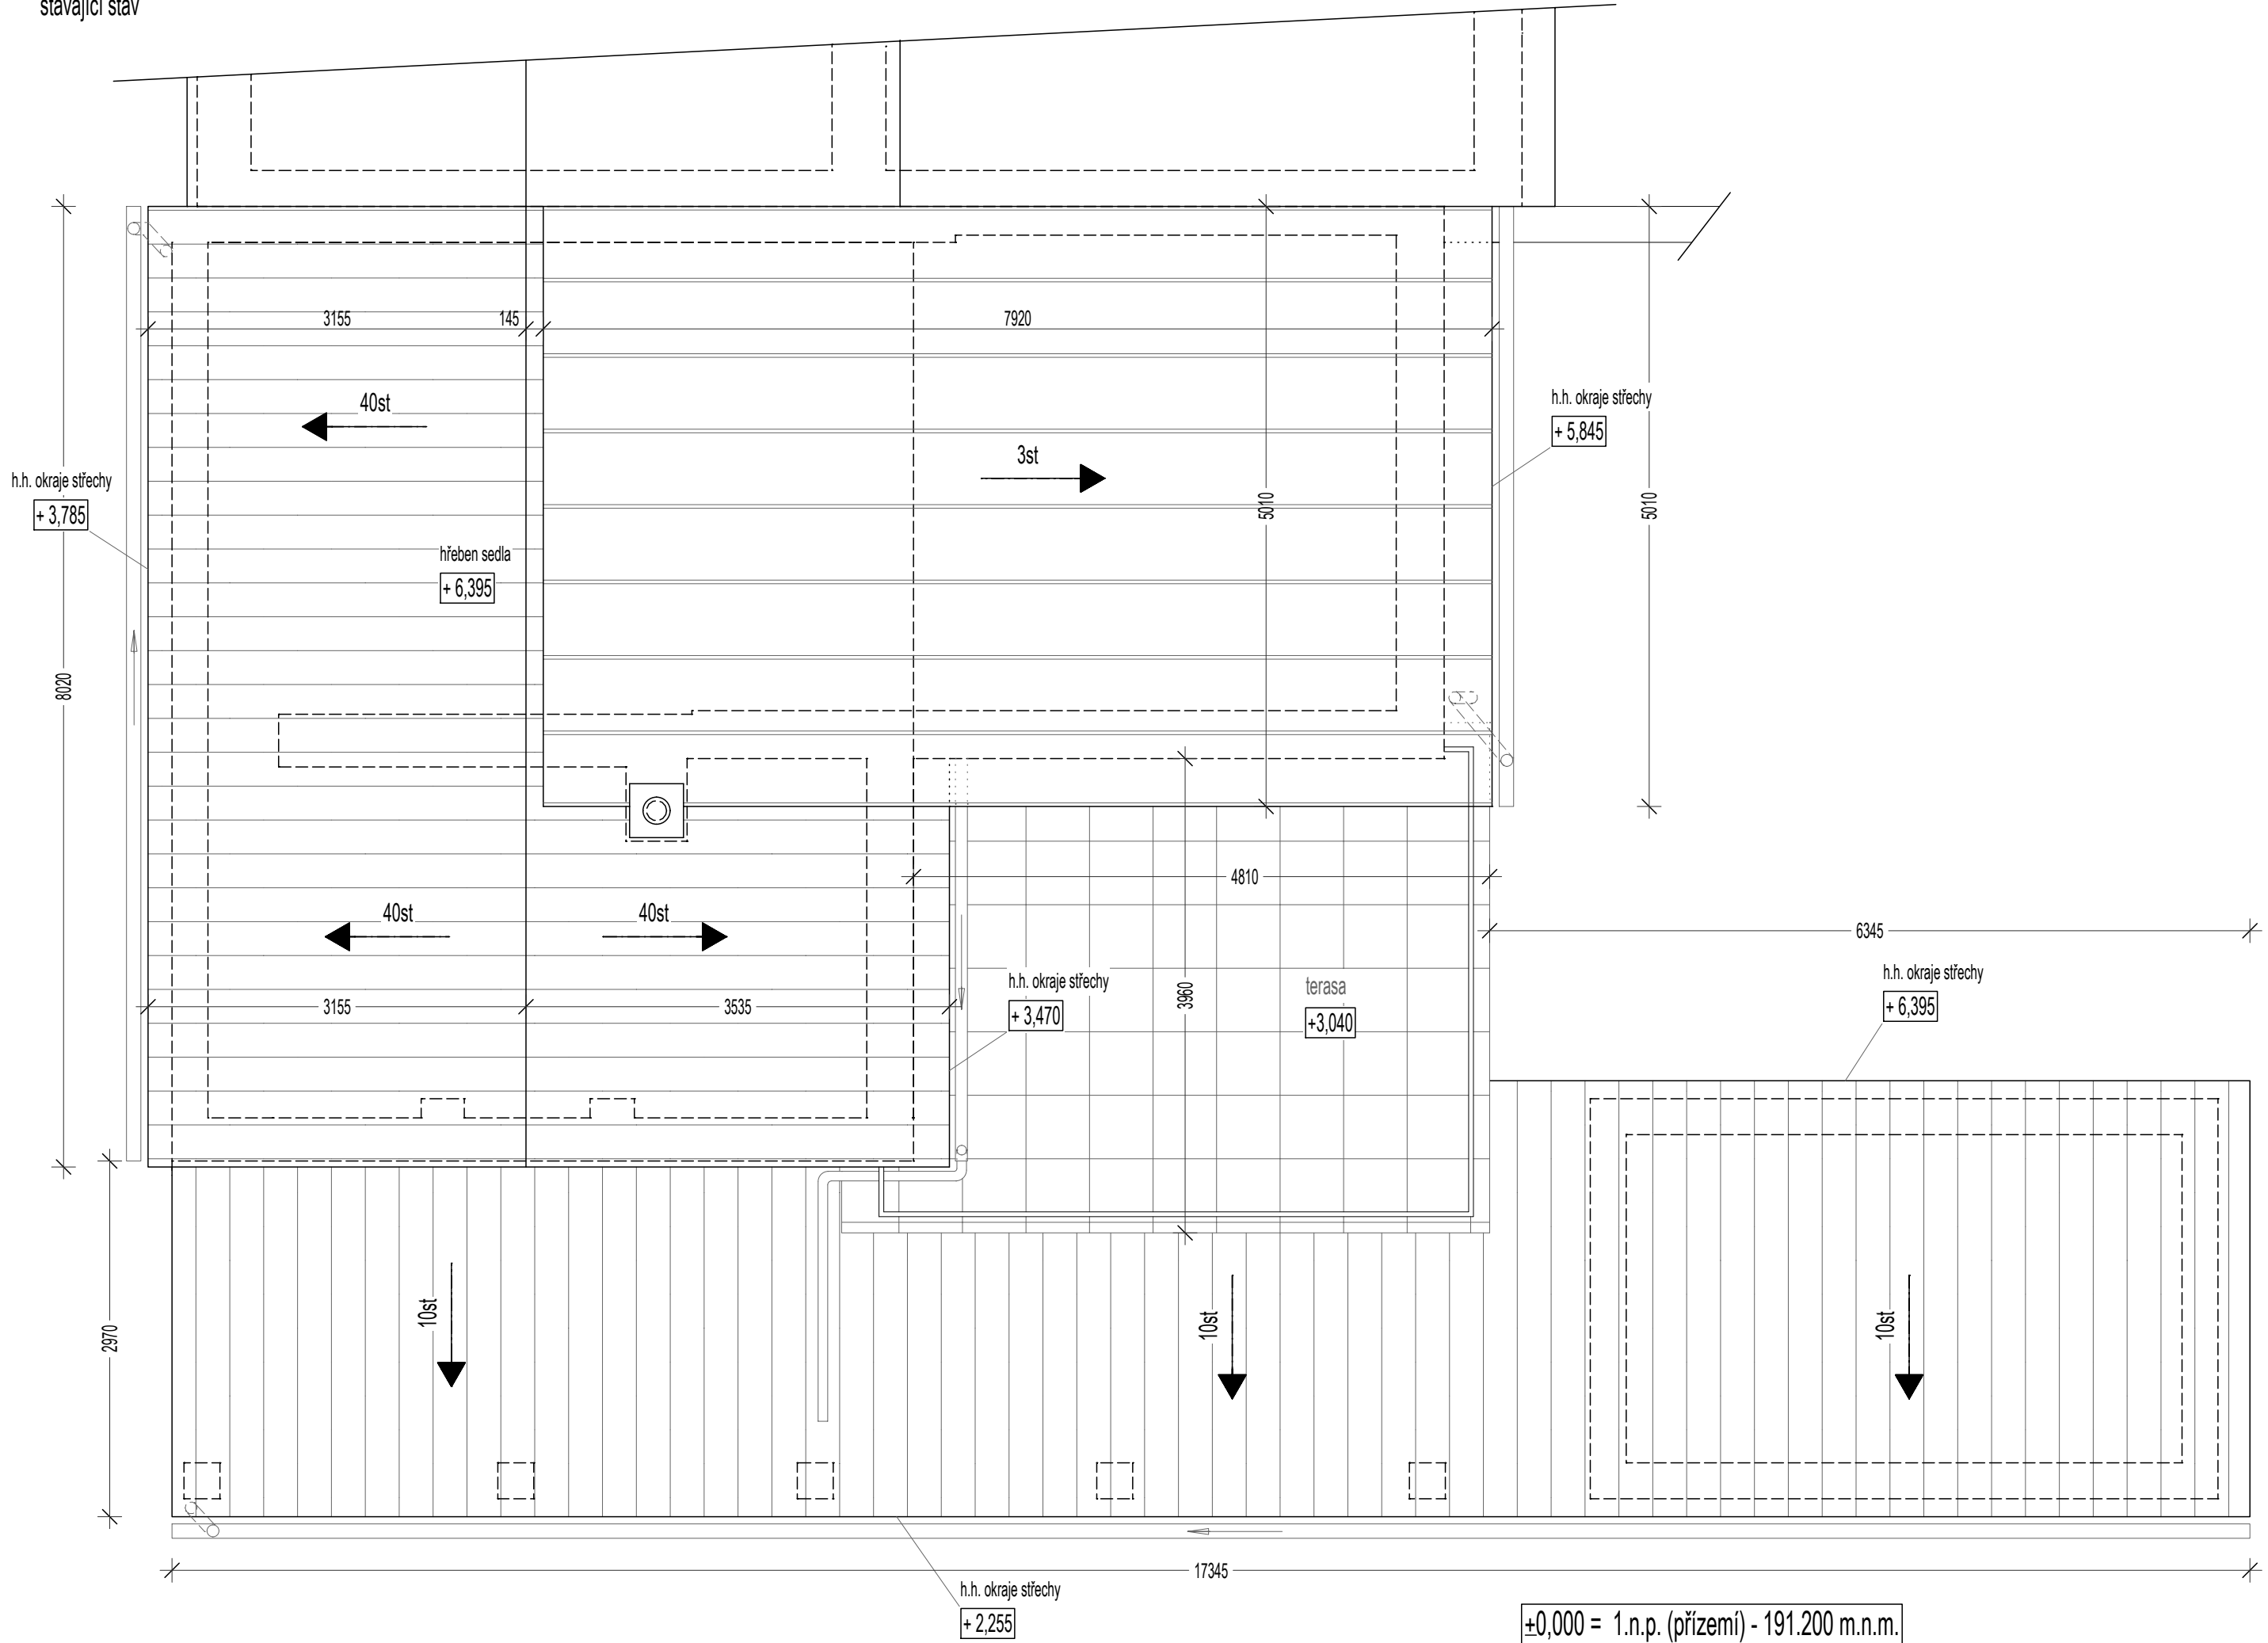 stávající stav
3155
145
7920
40st
h.h. okraje střechy
+ 5,845
3st
h.h. okraje střechy
+ 3,785
5010
5010
hřeben sedla
+ 6,395
8020
4810
40st
40st
6345
h.h. okraje střechy
+ 3,470
3960
terasa
+3,040
h.h. okraje střechy
+ 6,395
3155
3535
10st
10st
10st
2970
17345
h.h. okraje střechy
+ 2,255
±0,000 = 1.n.p. (přízemí) - 191.200 m.n.m.